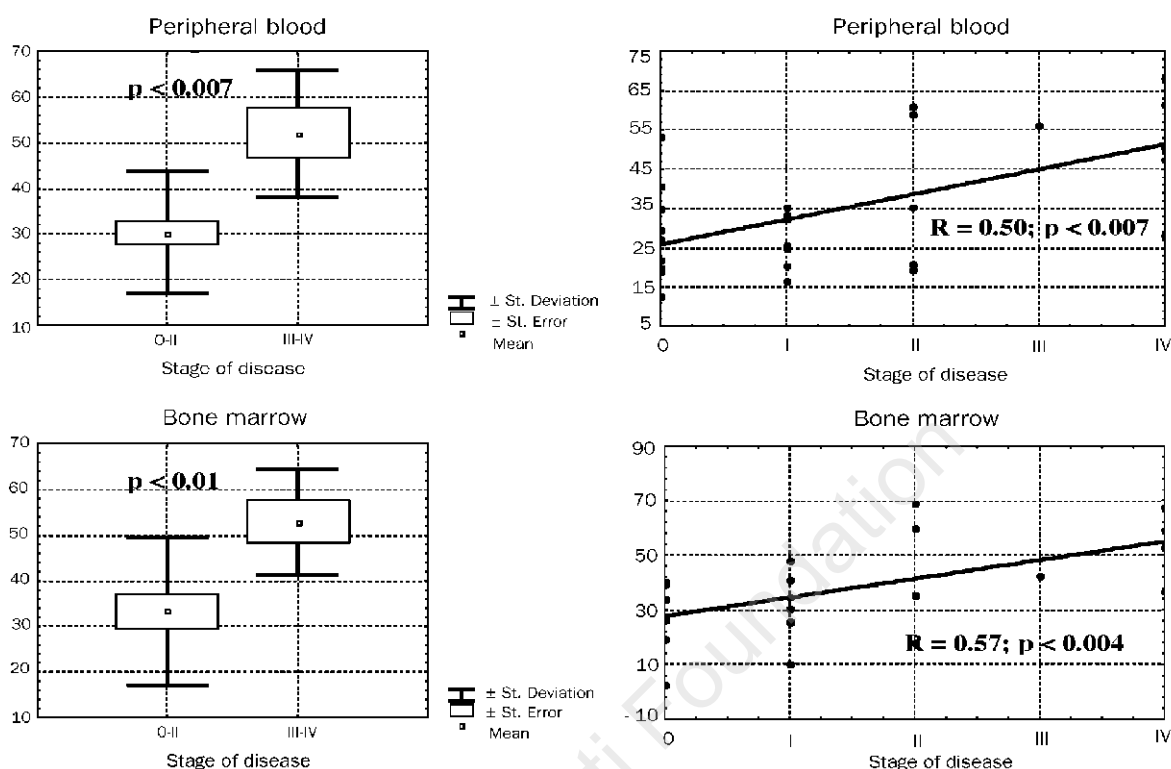 Peripheral blood
70
60
50
40
30
20
10
p < 0.007
O-II
III-IV
Stage of disease
⊥ St. Deviation
± St. Error
Mean
Peripheral blood
75
65
55
45
35
25
15
5
R = 0.50; p < 0.007
O
I
II
III
IV
Stage of disease
Bone marrow
70
60
50
40
30
20
10
p < 0.01
O-II
III-IV
Stage of disease
± St. Deviation
± St. Error
Mean
Bone marrow
90
70
50
30
10
-10
R = 0.57; p < 0.004
O
I
II
III
IV
Stage of disease
ti Foundation